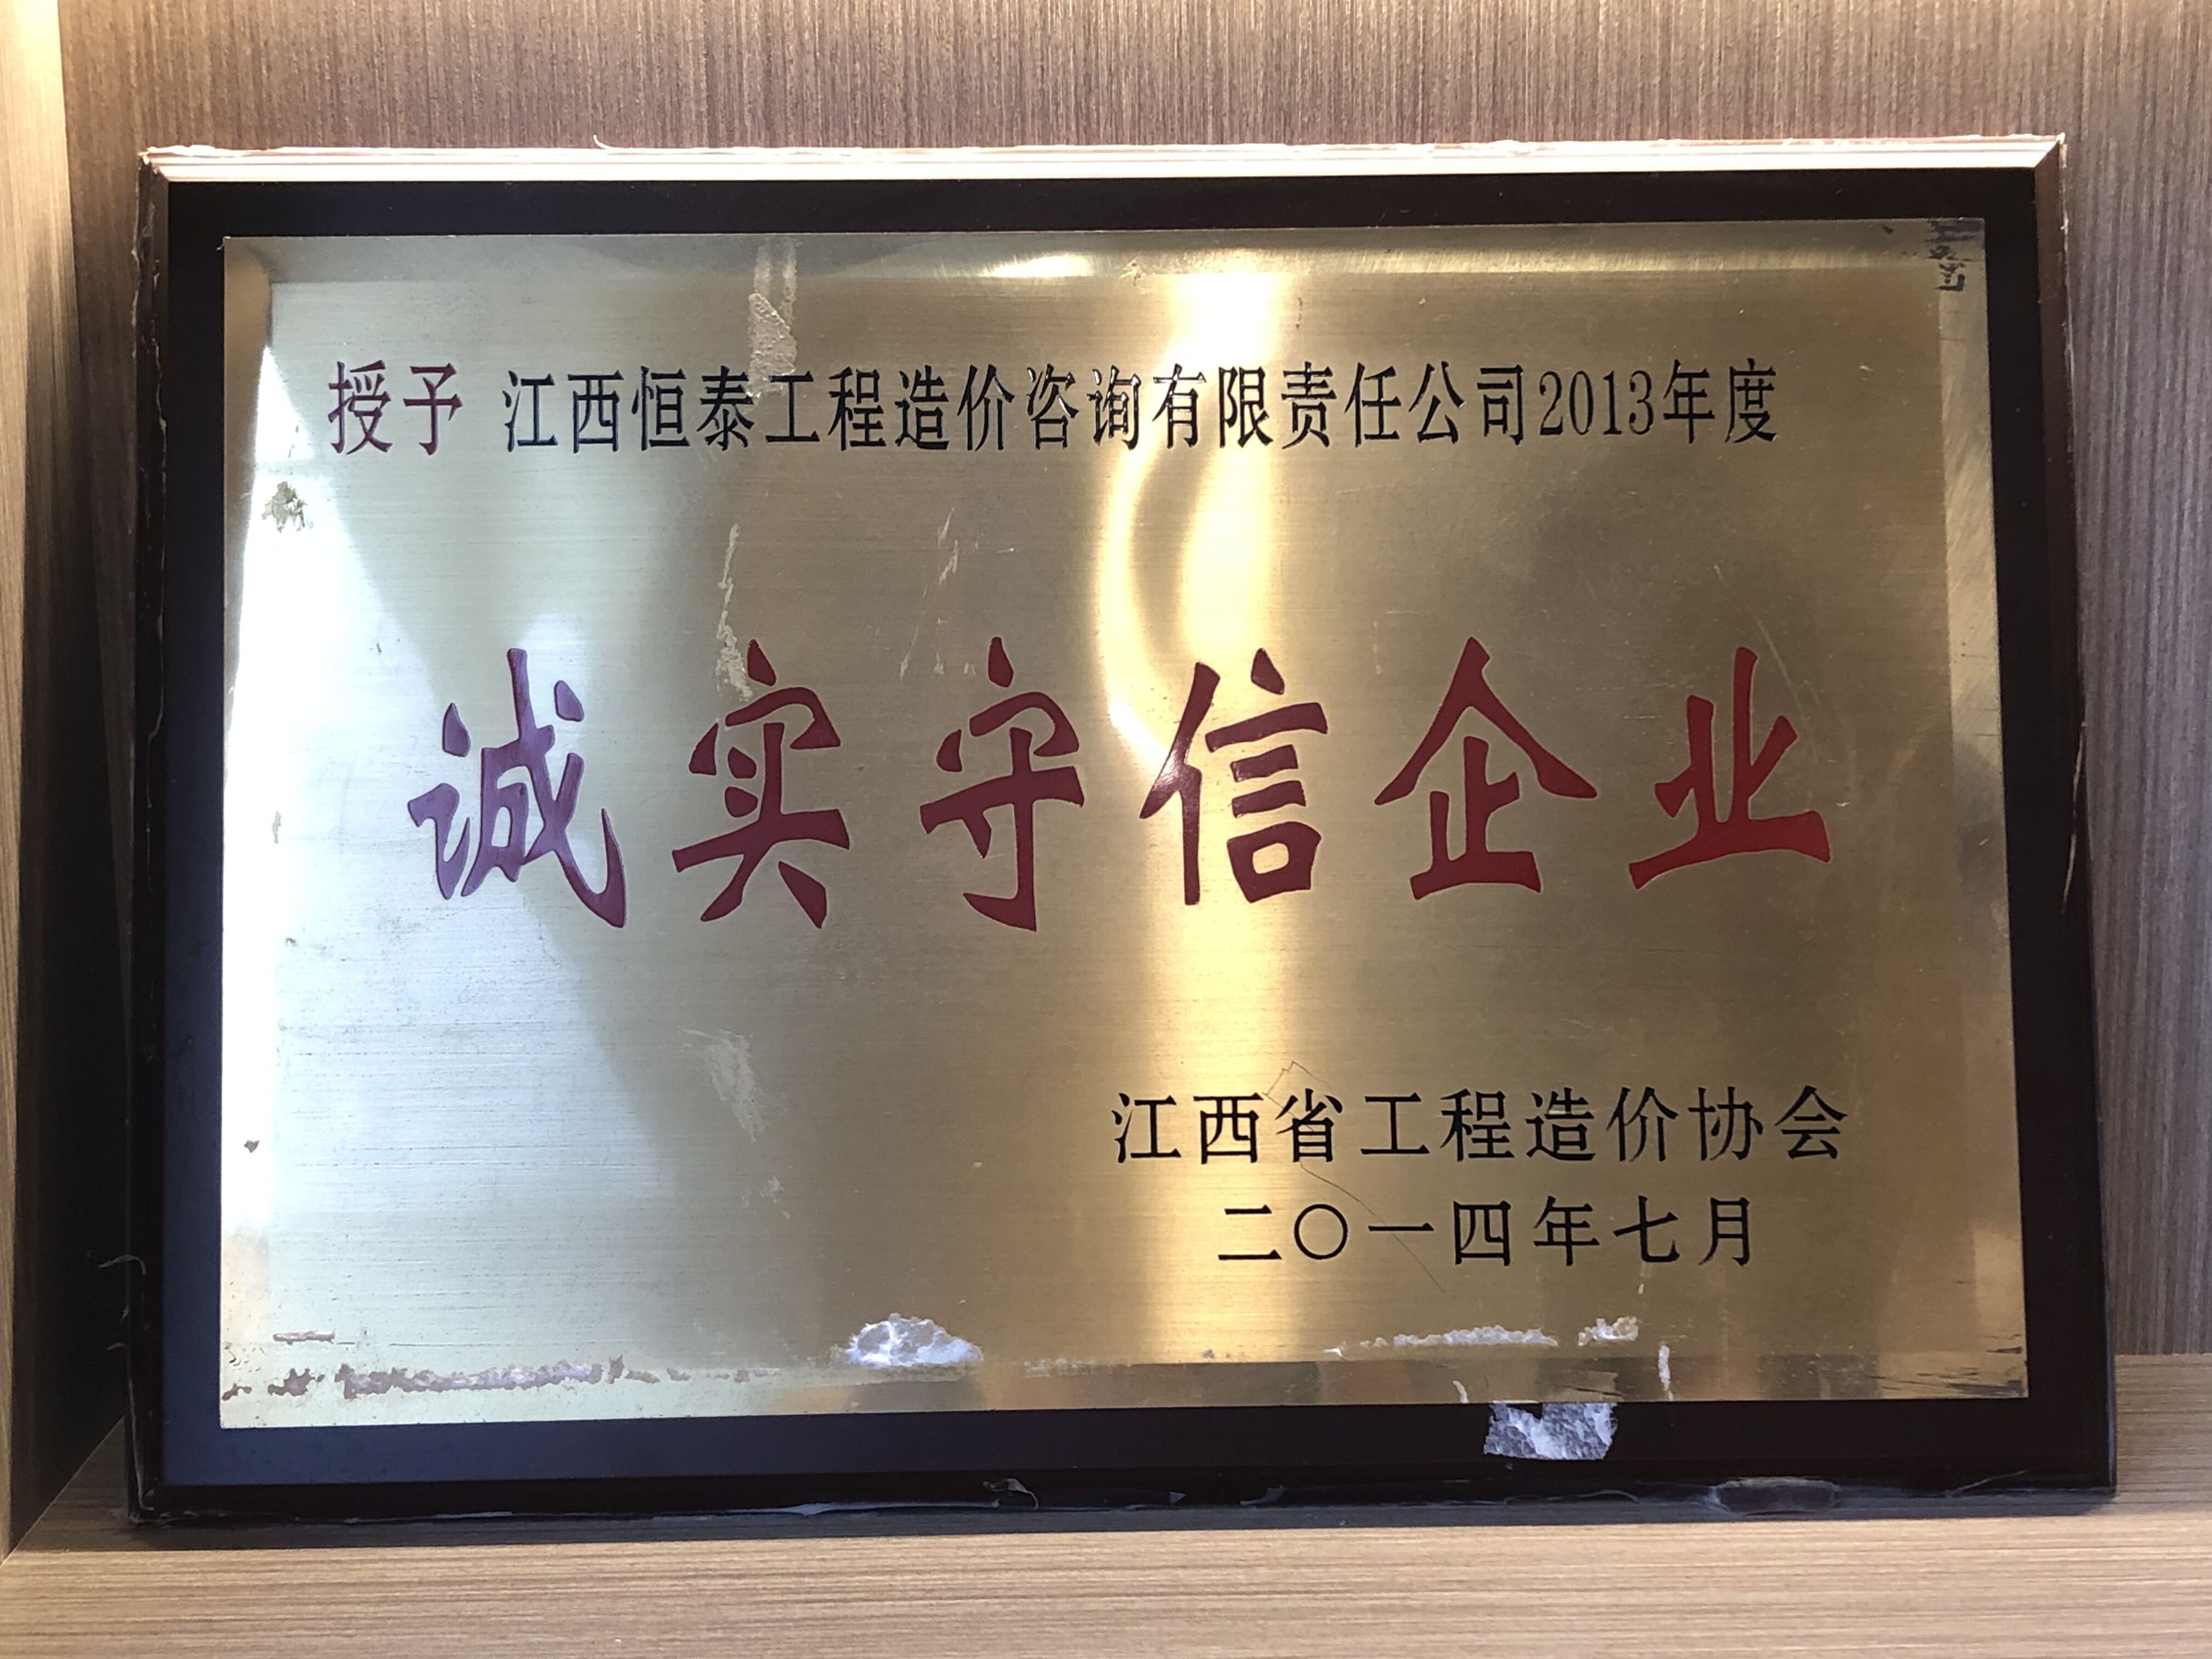 授予 江西恒泰工程造价咨询有限责任公司2013年度
诚实守信企业
江西省工程造价协会
二〇一四年七月